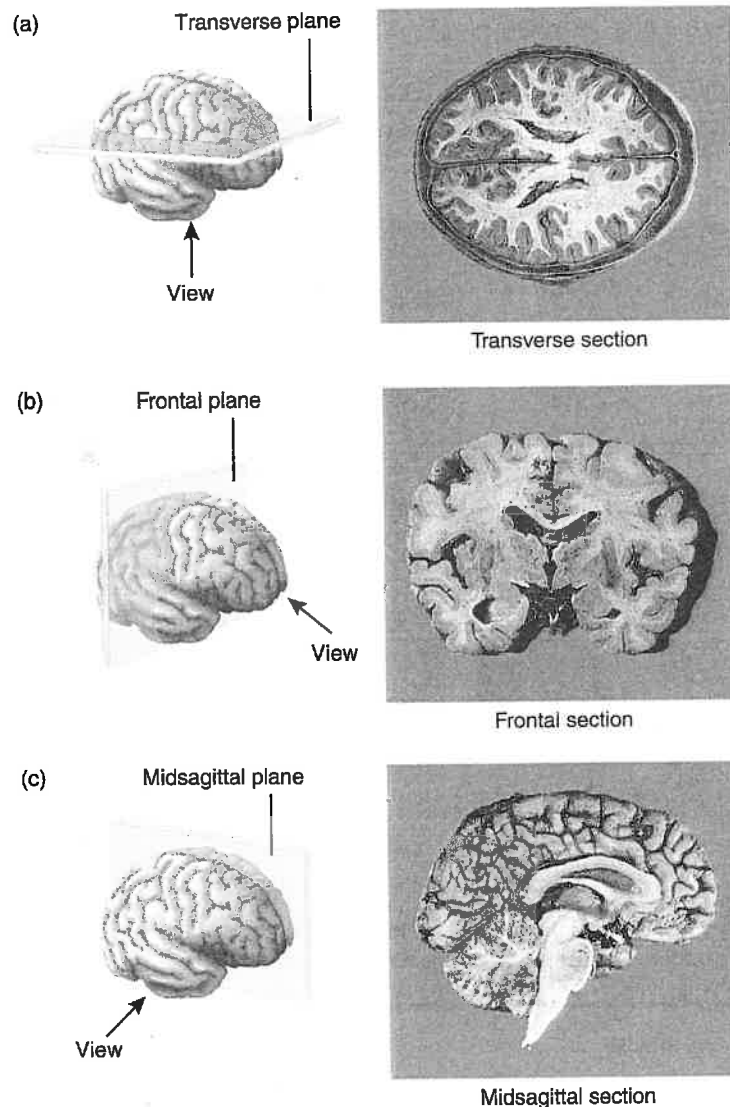 (a)
Transverse plane
View
Transverse section
(b)
Frontal plane
View
Frontal section
(c)
Midsagittal plane
View
Midsagittal section